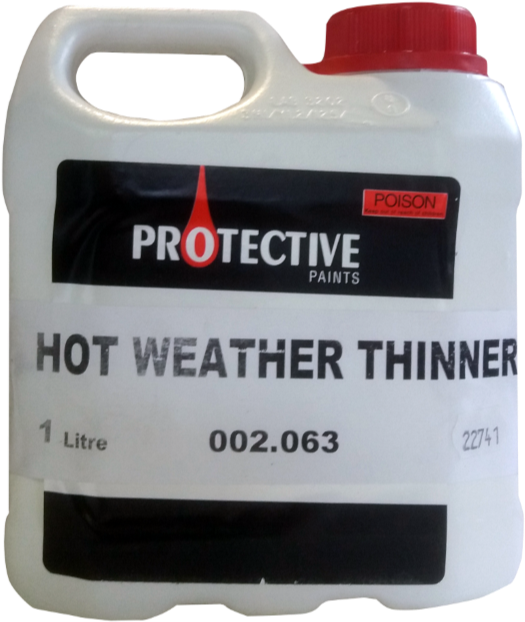 POISON
PROTECTIVE
PAINTS
HOT WEATHER THINNER
1 Litre 002.063 22741